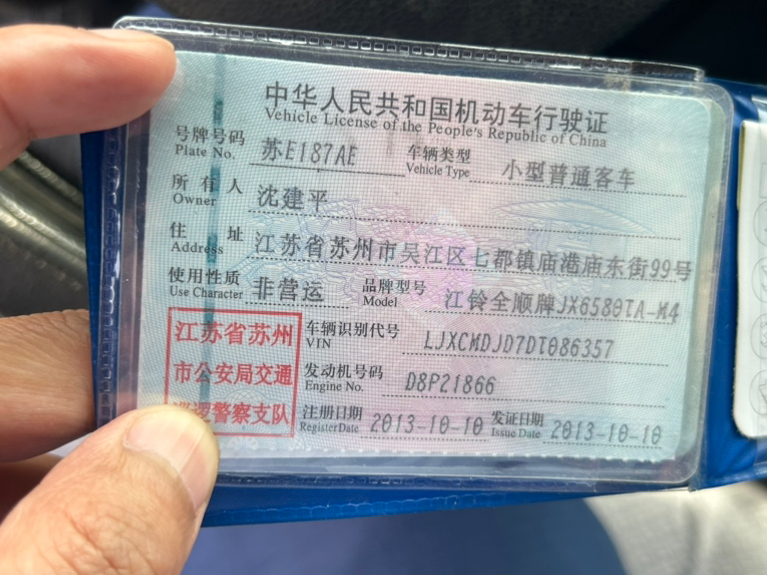 中华人民共和国机动车行驶证
Vehicle License of the People's Republic of China
号牌号码 苏E187AE 车辆类型 小型普通客车
Plate No. Vehicle Type
所有人 沈建平
Owner
住址 江苏省苏州市吴江区七都镇庙港庙东街99号
Address
使用性质 非营运 品牌型号 江铃全顺牌JX6580TA-M4
Use Character Model
江苏省苏州 车辆识别代号 LJXCMDJD7DT086357
VIN
市公安局交通 发动机号码 D8P21866
Engine No.
巡逻警察支队 注册日期 2013-10-10 发证日期 2013-10-10
Register Date Issue Date